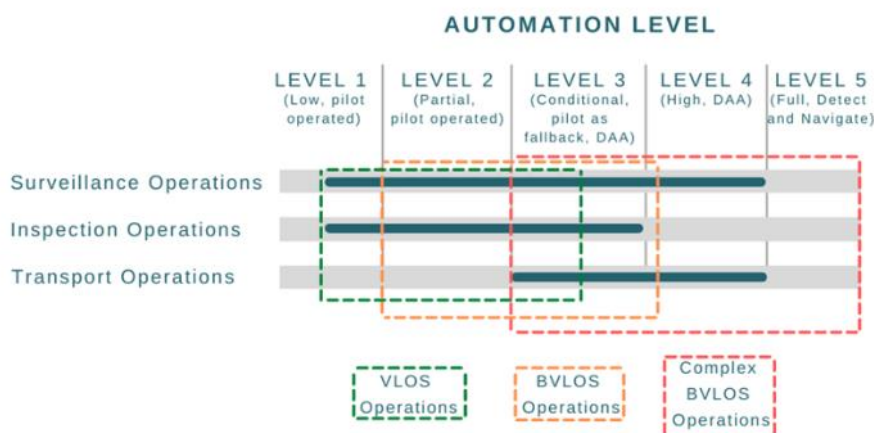 AUTOMATION LEVEL
LEVEL 1
(Low, pilot
operated)
LEVEL 2
(Partial,
pilot operated)
LEVEL 3
(Conditional,
pilot as
fallback, DAA)
LEVEL 4
(High, DAA)
LEVEL 5
(Full, Detect
and Navigate)
Surveillance Operations
Inspection Operations
Transport Operations
VLOS
Operations
BVLOS
Operations
Complex
BVLOS
Operations